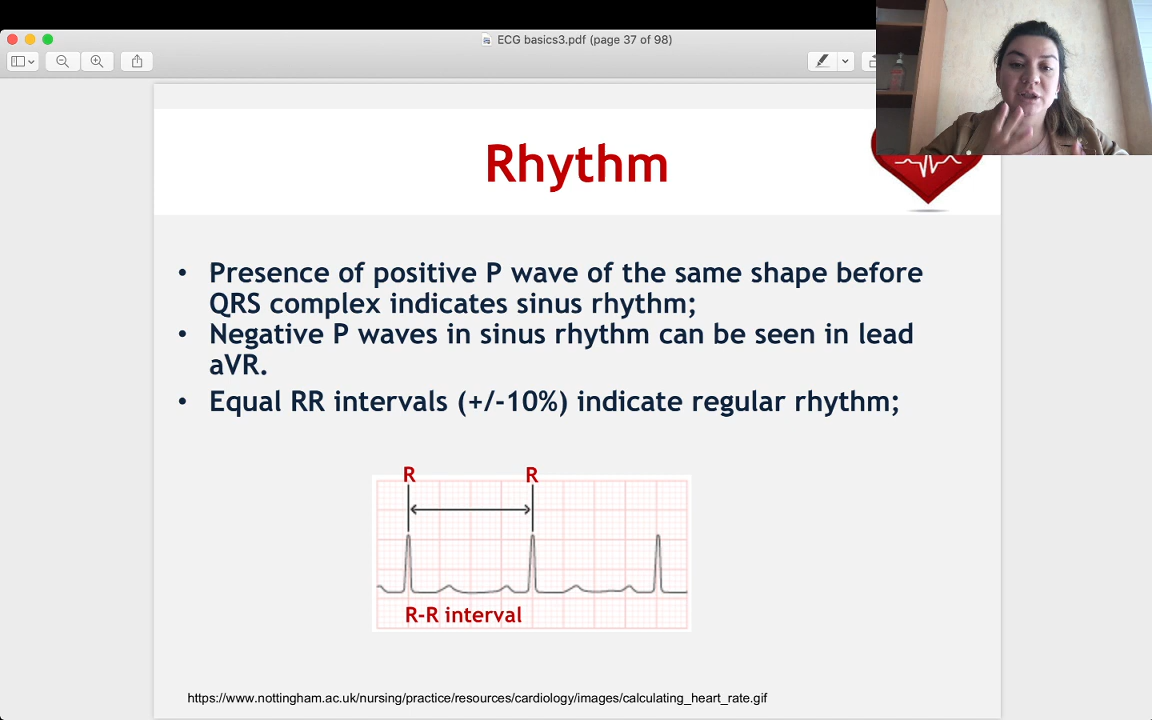 ECG basics3.pdf (page 37 of 98)
Rhythm
• Presence of positive P wave of the same shape before
QRS complex indicates sinus rhythm;
• Negative P waves in sinus rhythm can be seen in lead
aVR.
• Equal RR intervals (+/-10%) indicate regular rhythm;
R R
R-R interval
https://www.nottingham.ac.uk/nursing/practice/resources/cardiology/images/calculating_heart_rate.gif